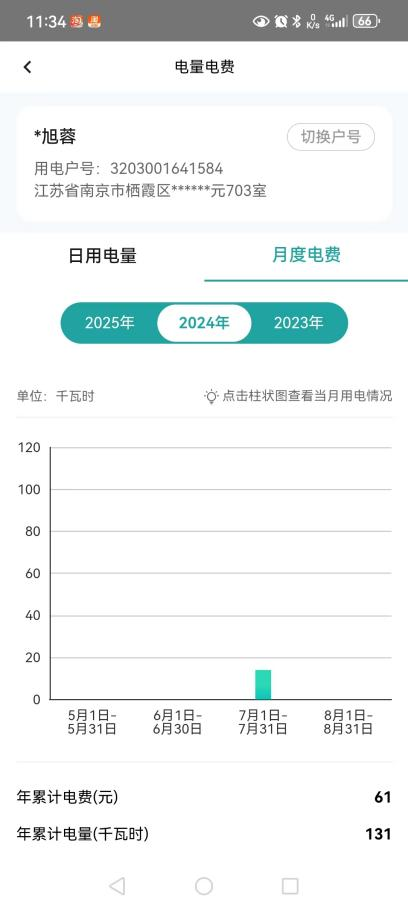 11:34 淘 0 K/s 4G 66
电量电费
*旭蓉 切换户号
用电户号：3203001641584
江苏省南京市栖霞区******元703室
日用电量 月度电费
2025年 2024年 2023年
单位：千瓦时 点击柱状图查看当月用电情况
120
100
80
60
40
20
0
5月1日- 6月1日- 7月1日- 8月1日-
5月31日 6月30日 7月31日 8月31日
年累计电费(元) 61
年累计电量(千瓦时) 131